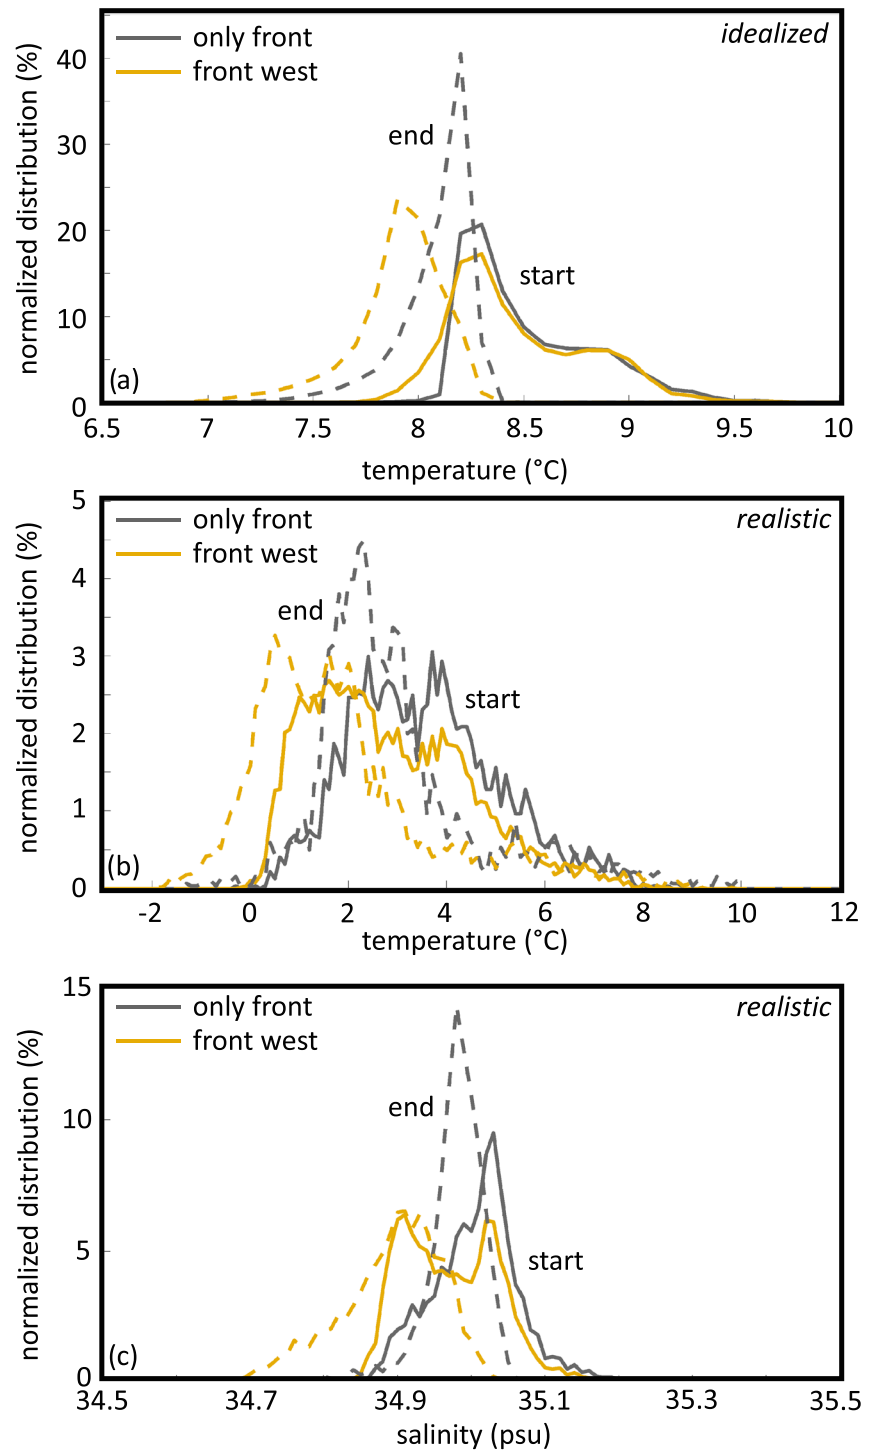 only front
idealized
front west
end
start
(a)
normalized distribution (%)
40
30
20
10
0
6.5 7 7.5 8 8.5 9 9.5 10
temperature (°C)
only front
realistic
front west
end
start
(b)
normalized distribution (%)
5
4
3
2
1
0
-2 0 2 4 6 8 10 12
temperature (°C)
only front
realistic
front west
end
start
(c)
normalized distribution (%)
15
10
5
0
34.5 34.7 34.9 35.1 35.3 35.5
salinity (psu)